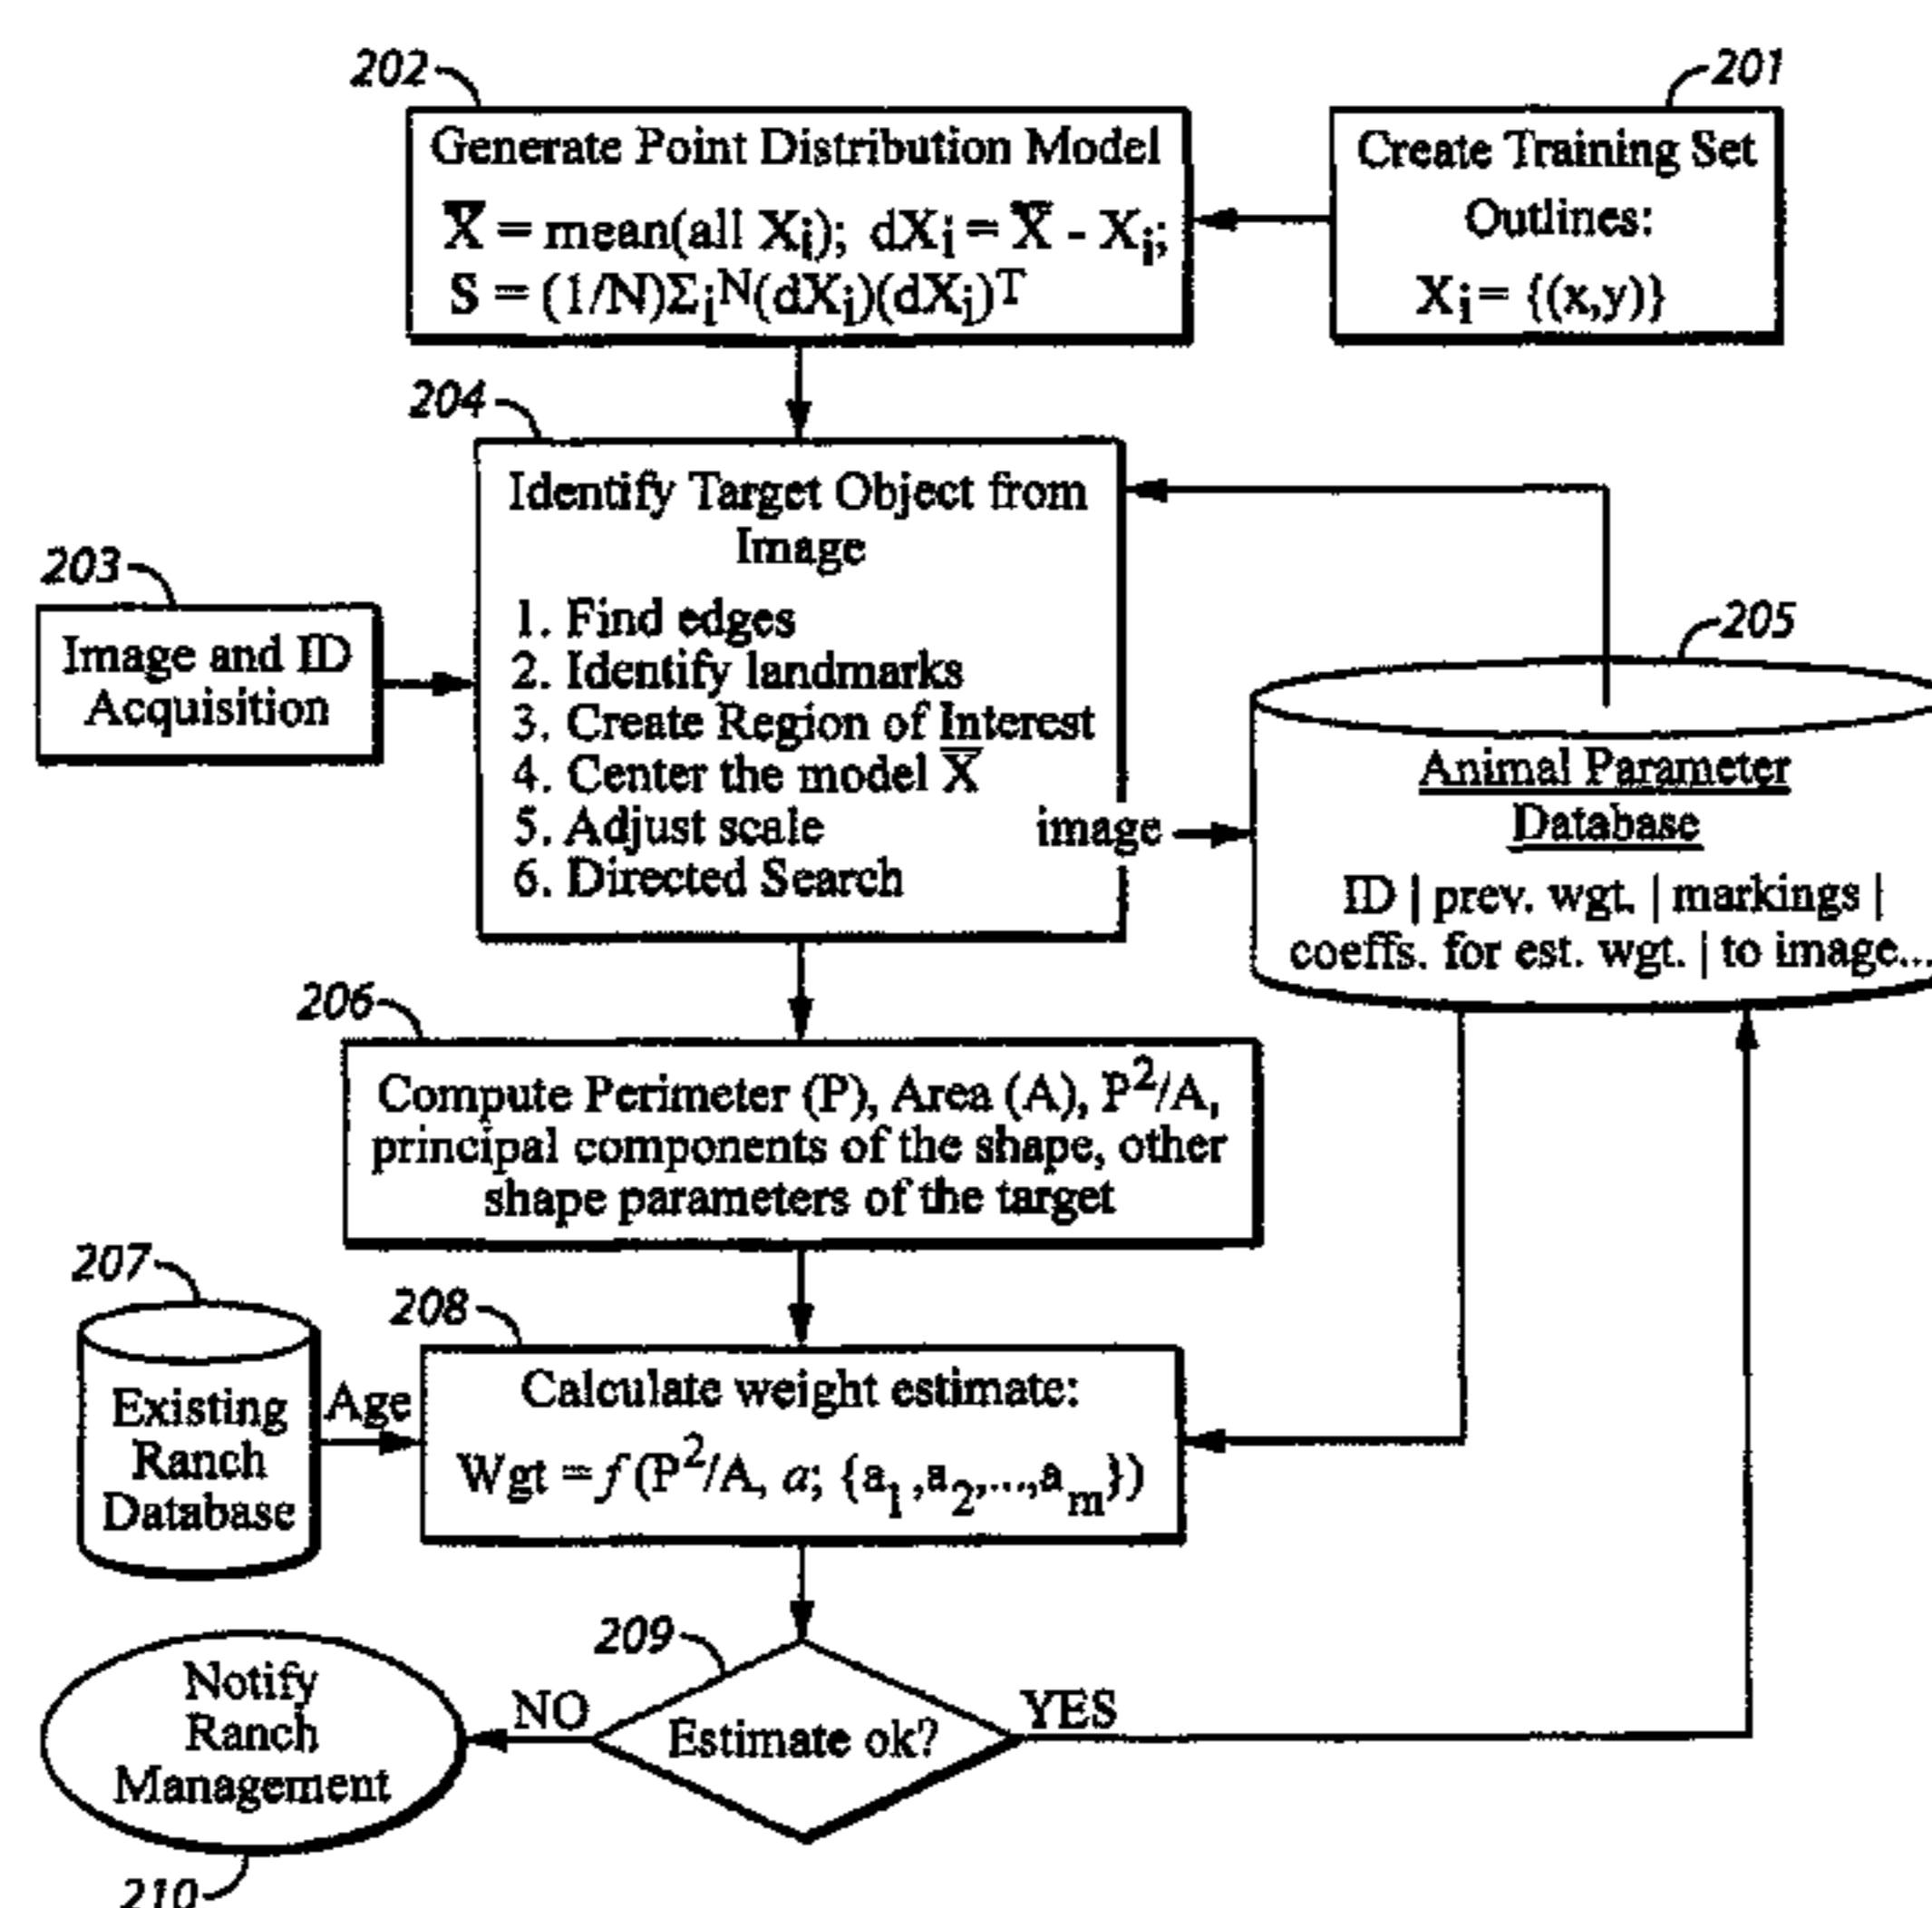 202
Generate Point Distribution Model
X̅ = mean(all Xᵢ); dXᵢ = X̅ - Xᵢ;
S = (1/N)Σᵢᴺ(dXᵢ)(dXᵢ)ᵀ
201
Create Training Set
Outlines:
Xᵢ = {(x,y)}
204
Identify Target Object from
Image
1. Find edges
2. Identify landmarks
3. Create Region of Interest
4. Center the model X̅
5. Adjust scale
6. Directed Search
image
203
Image and ID
Acquisition
205
Animal Parameter
Database
ID | prev. wgt. | markings |
coeffs. for est. wgt. | to image...
206
Compute Perimeter (P), Area (A), P²/A,
principal components of the shape, other
shape parameters of the target
207
Existing
Ranch
Database
Age
208
Calculate weight estimate:
Wgt = f (P²/A, a; {a₁,a₂,...,aₘ})
209
Estimate ok?
NO
YES
Notify
Ranch
Management
210